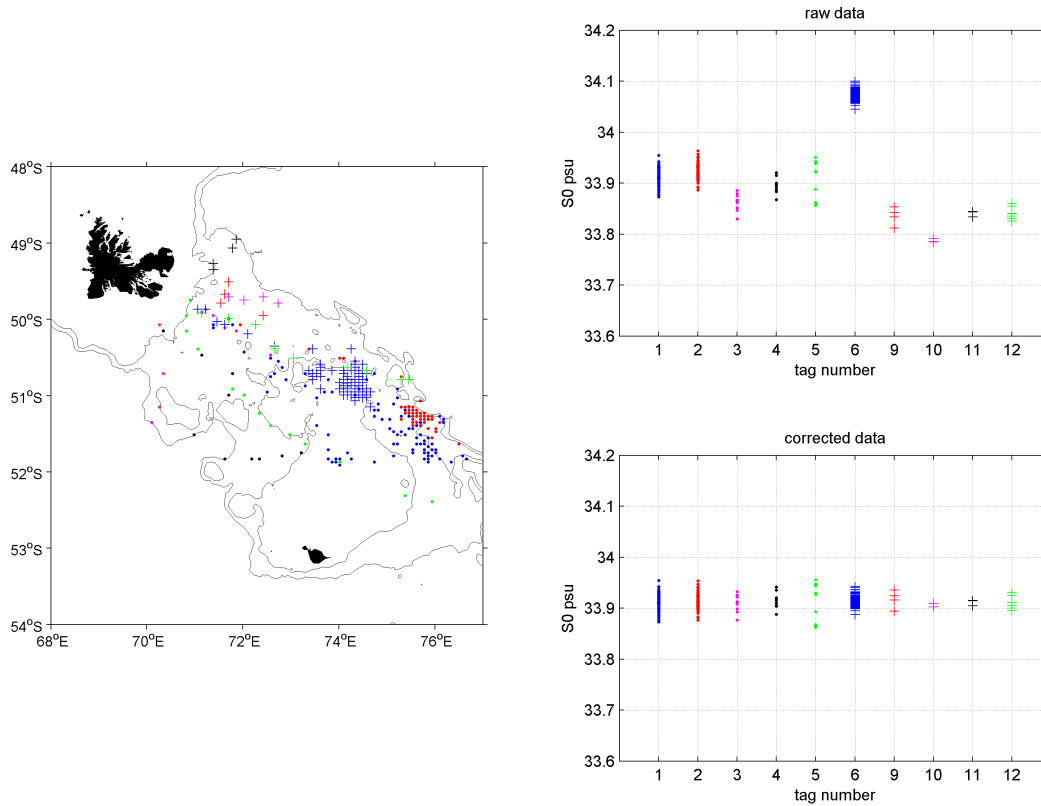 48°S
49°S
50°S
51°S
52°S
53°S
54°S
68°E 70°E 72°E 74°E 76°E
raw data
34.2
34.1
34
33.9
33.8
33.7
33.6
S0 psu
1 2 3 4 5 6 9 10 11 12
tag number
corrected data
34.2
34.1
34
33.9
33.8
33.7
33.6
S0 psu
1 2 3 4 5 6 9 10 11 12
tag number